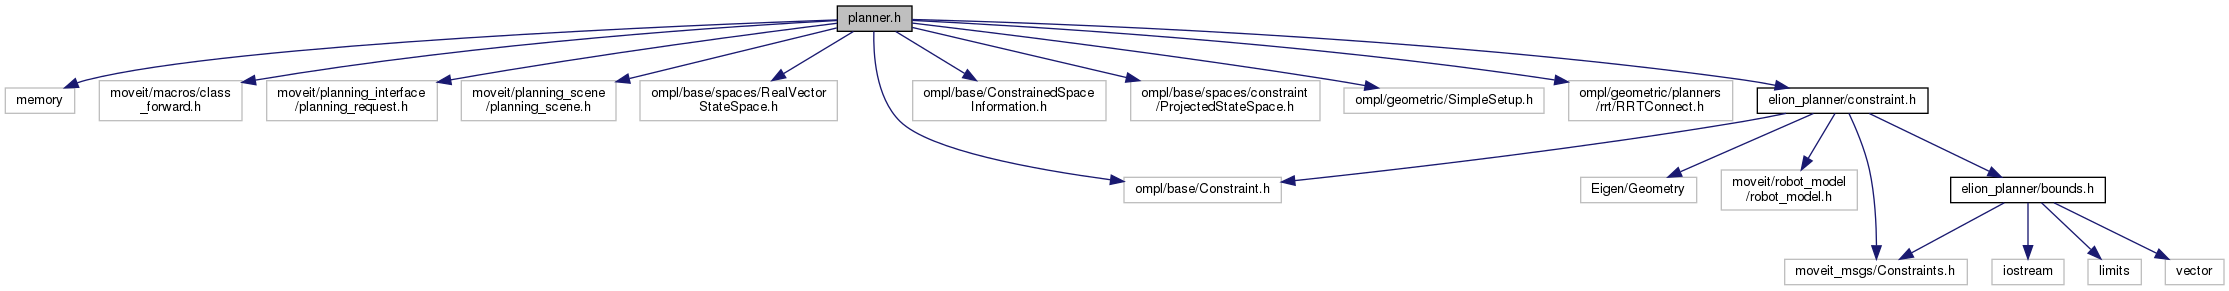 planner.h
memory
moveit/macros/class
_forward.h
moveit/planning_interface
/planning_request.h
moveit/planning_scene
/planning_scene.h
ompl/base/spaces/RealVector
StateSpace.h
ompl/base/ConstrainedSpace
Information.h
ompl/base/spaces/constraint
/ProjectedStateSpace.h
ompl/geometric/SimpleSetup.h
ompl/geometric/planners
/rrt/RRTConnect.h
elion_planner/constraint.h
ompl/base/Constraint.h
Eigen/Geometry
moveit/robot_model
/robot_model.h
elion_planner/bounds.h
moveit_msgs/Constraints.h
iostream
limits
vector